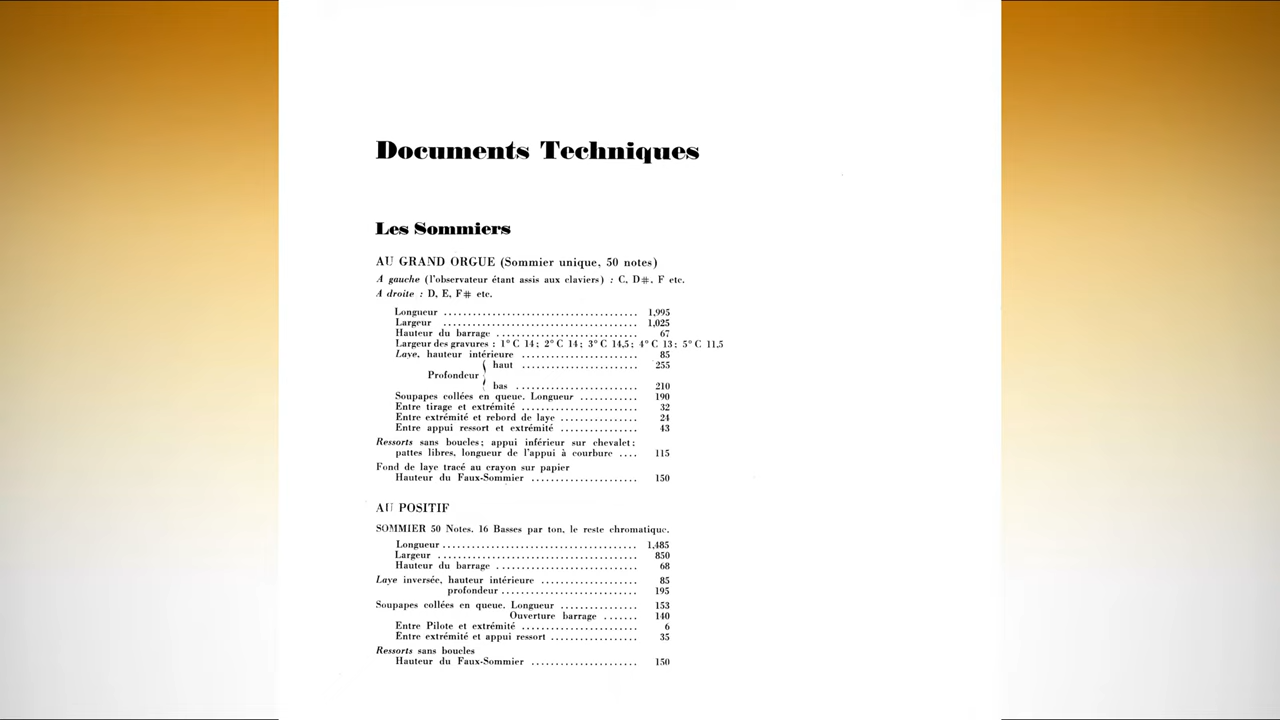 Documents Techniques
Les Sommiers
AU GRAND ORGUE (Sommier unique, 50 notes)
A gauche (l'observateur étant assis aux claviers) : C, D#, F etc.
A droite : D, E, F# etc.
Longueur ........................................ 1,995
Largeur ........................................ 1,025
Hauteur du barrage ............................. 67
Largeur des gravures : 1° C 14; 2° C 14; 3° C 14,5; 4° C 13; 5° C 11,5
Laye, hauteur intérieure ........................ 85
haut ............................. 255
Profondeur
bas ......................... 210
Soupapes collées en queue. Longueur ............ 190
Entre tirage et extrémité ........................ 32
Entre extrémité et rebord de laye ................ 24
Entre appui ressort et extrémité ................ 43
Ressorts sans boucles; appui inférieur sur chevalet:
pattes libres, longueur de l'appui à courbure .... 115
Fond de laye tracé au crayon sur papier
Hauteur du Faux-Sommier ...................... 150
AU POSITIF
SOMMIER 50 Notes. 16 Basses par ton, le reste chromatique.
Longueur ........................................ 1,485
Largeur ......................................... 850
Hauteur du barrage ............................. 68
Laye inversée, hauteur intérieure .................... 85
profondeur ............................ 195
Soupapes collées en queue. Longueur ................ 153
Ouverture barrage ....... 140
Entre Pilote et extrémité ........................ 6
Entre extrémité et appui ressort .................. 35
Ressorts sans boucles
Hauteur du Faux-Sommier ...................... 150